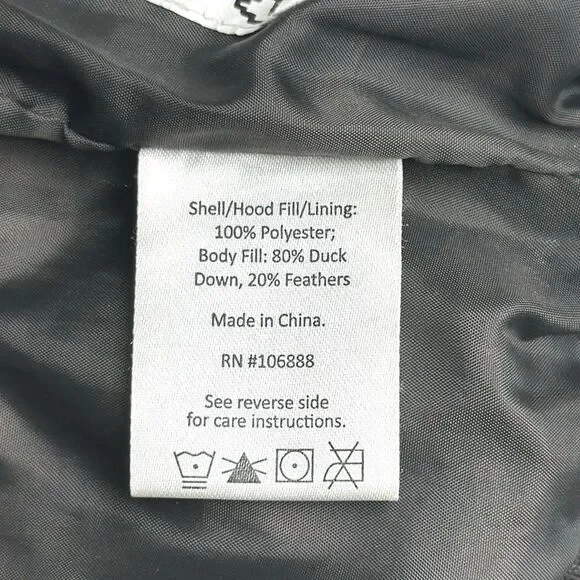 Shell/Hood Fill/Lining:
100% Polyester;
Body Fill: 80% Duck
Down, 20% Feathers
Made in China.
RN #106888
See reverse side
for care instructions.